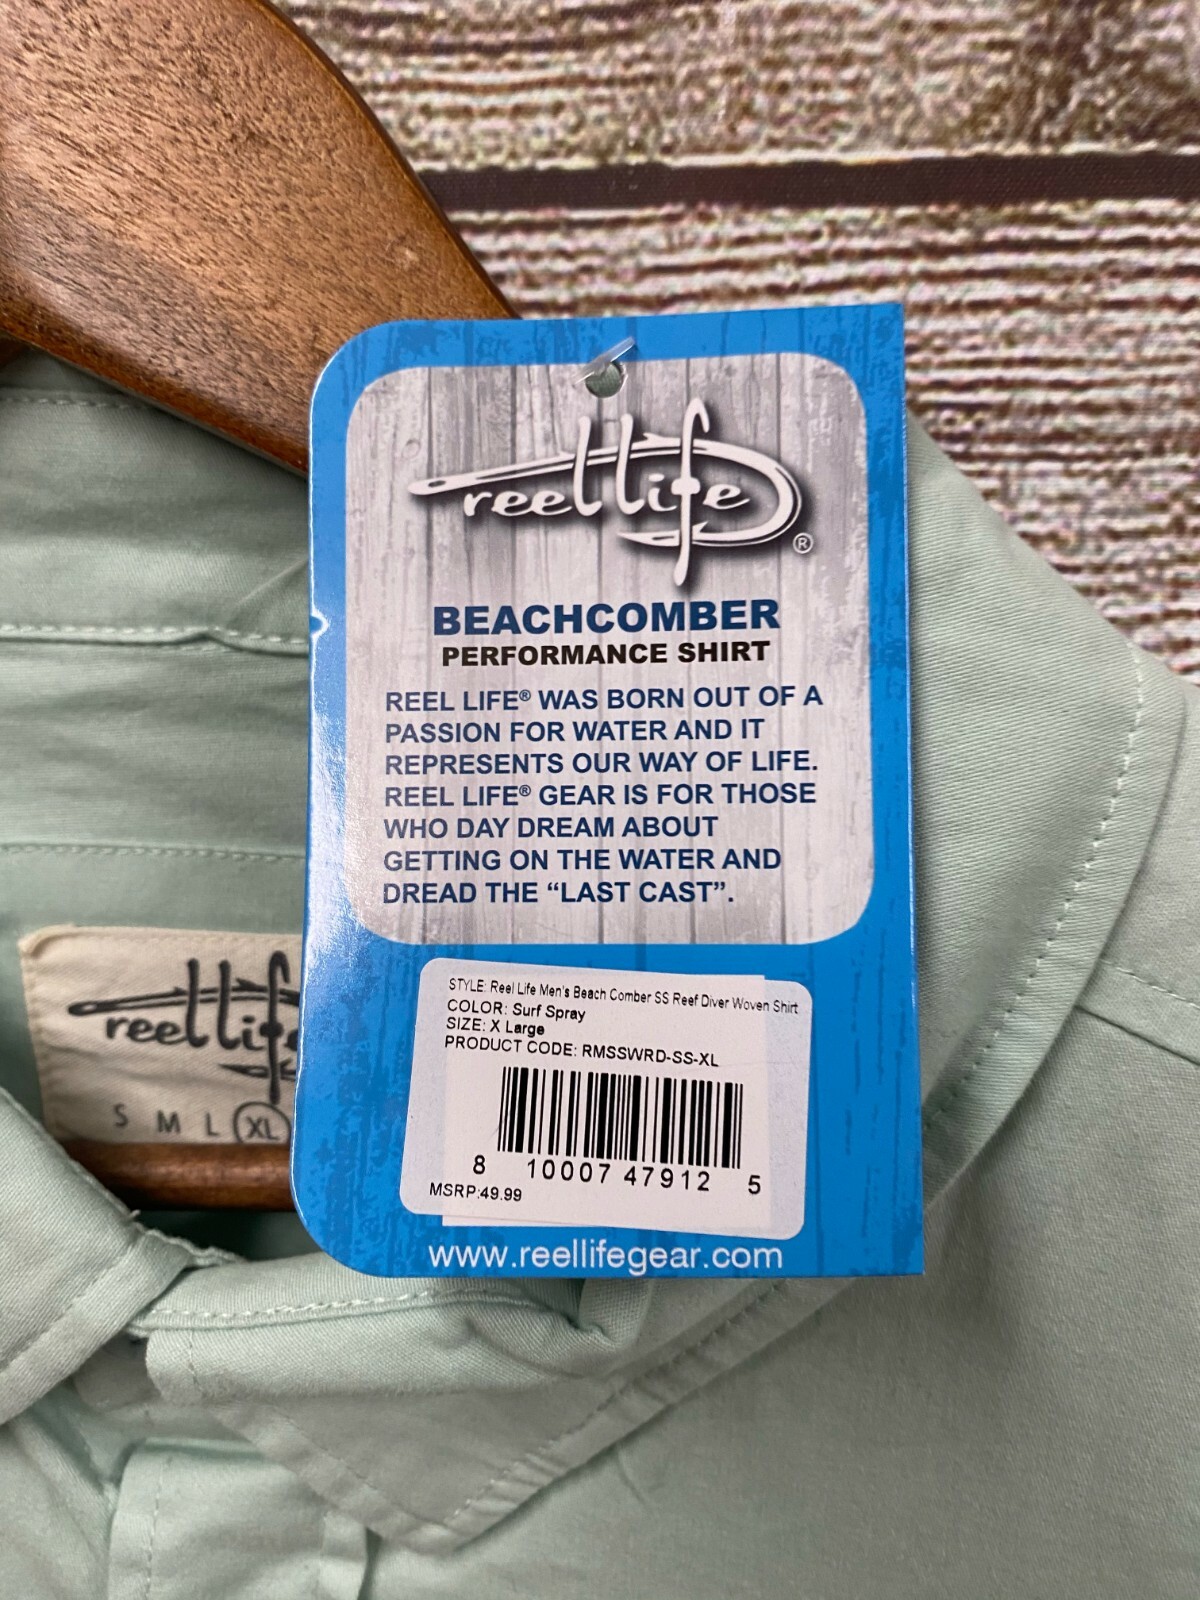 reel life®
BEACHCOMBER
PERFORMANCE SHIRT
REEL LIFE® WAS BORN OUT OF A
PASSION FOR WATER AND IT
REPRESENTS OUR WAY OF LIFE.
REEL LIFE® GEAR IS FOR THOSE
WHO DAY DREAM ABOUT
GETTING ON THE WATER AND
DREAD THE “LAST CAST”.
STYLE: Reel Life Men's Beach Comber SS Reef Diver Woven Shirt
COLOR: Surf Spray
SIZE: X Large
PRODUCT CODE: RMSSWRD-SS-XL
8 10007 47912 5
MSRP:49.99
www.reellifegear.com
reel life
S M L XL